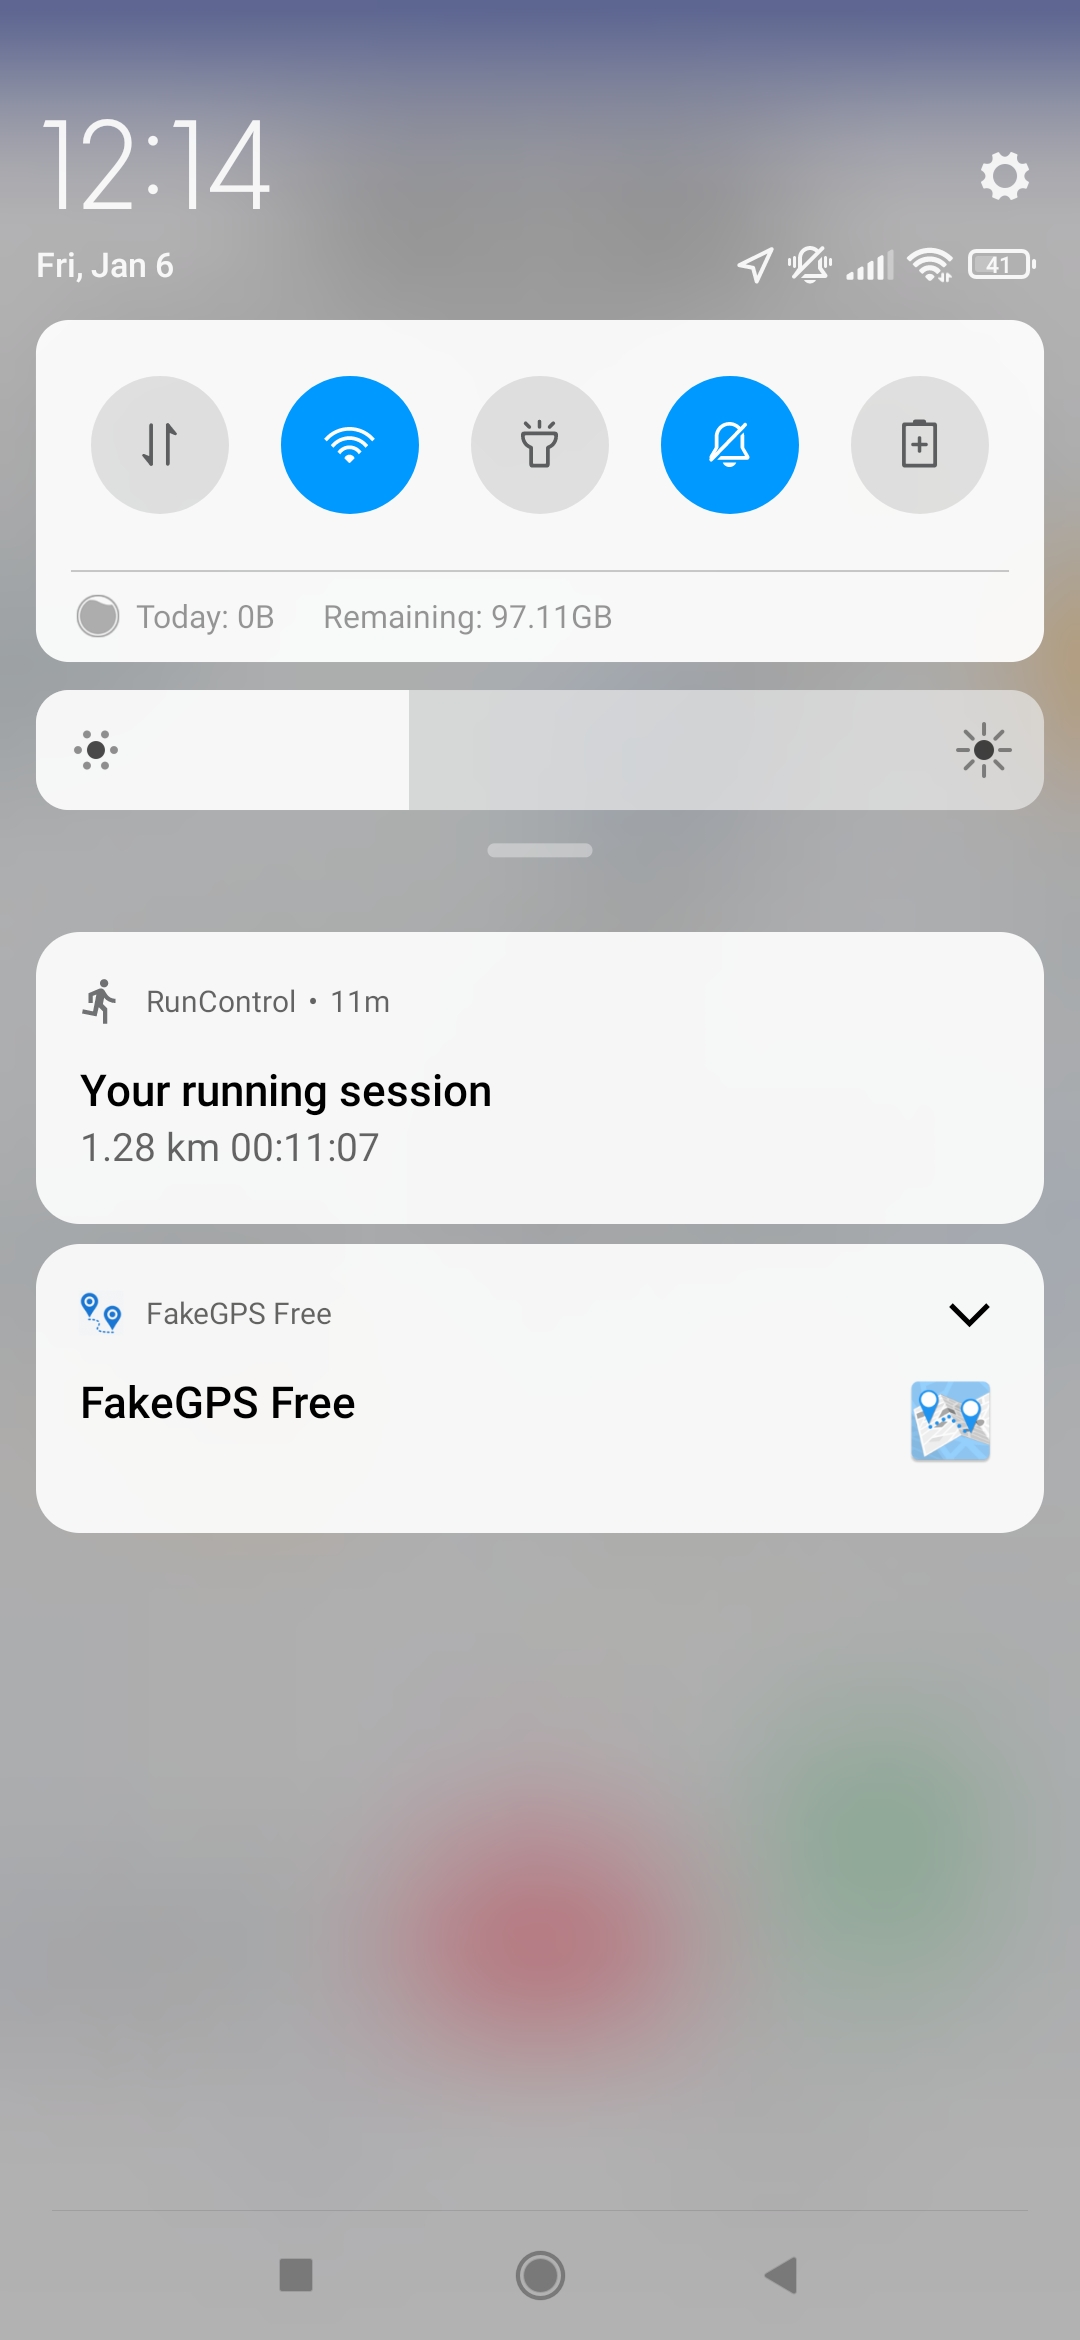 12:14
Fri, Jan 6
41
Today: 0B Remaining: 97.11GB
RunControl • 11m
Your running session
1.28 km 00:11:07
FakeGPS Free
FakeGPS Free